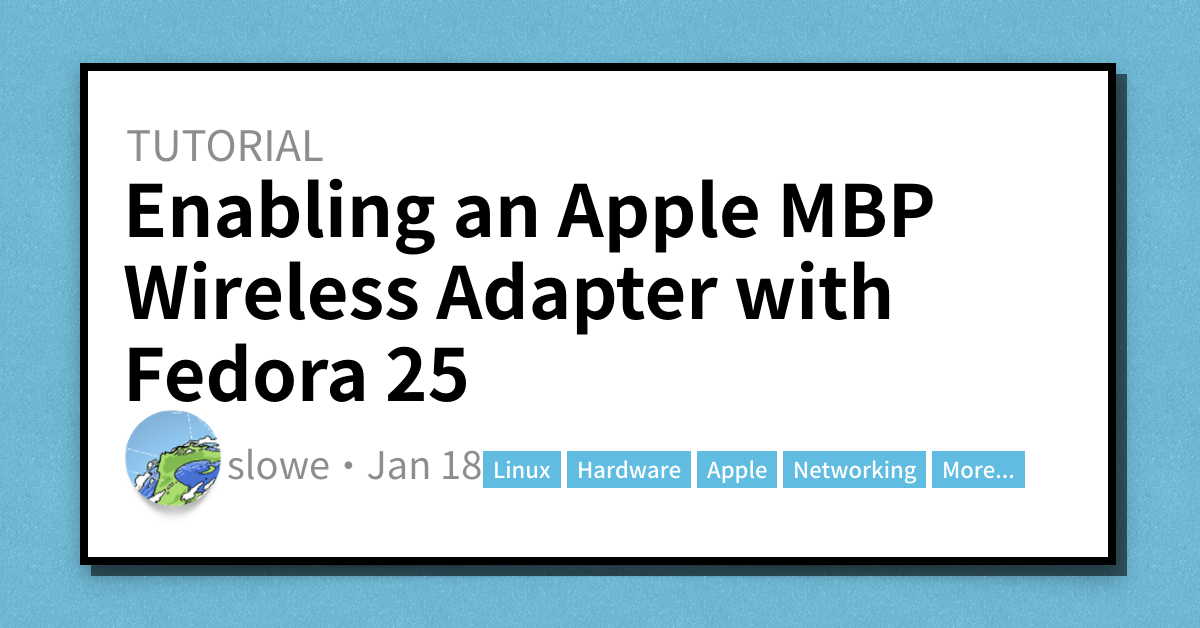 TUTORIAL
Enabling an Apple MBP
Wireless Adapter with
Fedora 25
slowe • Jan 18 Linux Hardware Apple Networking More...